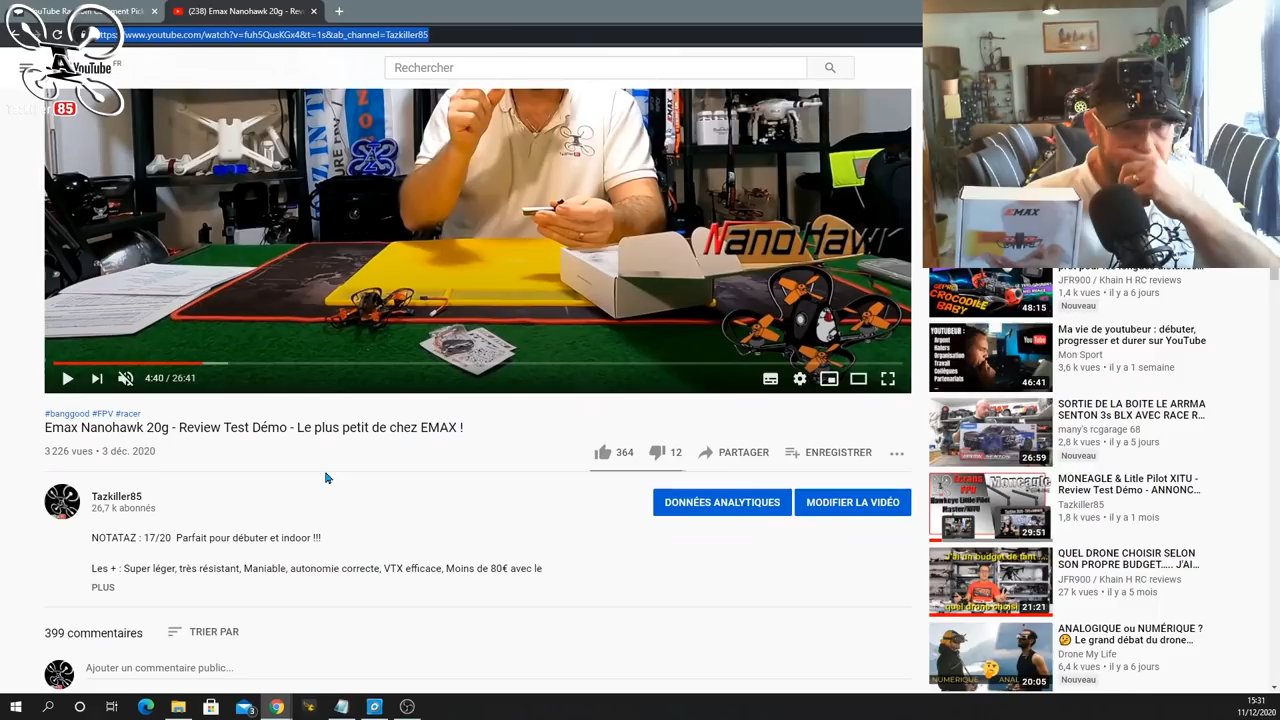 YouTube Random Comment Pick
(238) Emax Nanohawk 20g - Rev
https://www.youtube.com/watch?v=fuh5QusKGx4&t=1s&ab_channel=Tazkiller85
YouTube FR
85
Rechercher
EMAX
NanoHawk
4:40 / 26:41
#banggood #FPV #racer
Emax Nanohawk 20g - Review Test Démo - Le plus petit de chez EMAX !
3 226 vues • 3 déc. 2020
364
12
PARTAGER
ENREGISTRER
Tazkiller85
26,7 k abonnés
DONNÉES ANALYTIQUES
MODIFIER LA VIDÉO
NOTATAZ : 17/20 Parfait pour débuter et indoor !!!
Les + : Super léger, très résistant, Maniable, autonomie correcte, VTX efficace, Moins de 80€ avec le
PLUS
399 commentaires
TRIER PAR
Ajouter un commentaire public...
CROCODILE
BABY
48:15
JFR900 / Khain H RC reviews
1,4 k vues • il y a 6 jours
Nouveau
YOUTUBEUR :
46:41
Ma vie de youtubeur : débuter,
progresser et durer sur YouTube
Mon Sport
3,6 k vues • il y a 1 semaine
26:59
SORTIE DE LA BOITE LE ARRMA
SENTON 3s BLX AVEC RACE R...
many's rcgarage 68
2,8 k vues • il y a 5 jours
Nouveau
29:51
MONEAGLE & Litle Pilot XITU -
Review Test Démo - ANNONC...
Tazkiller85
1,8 k vues • il y a 1 mois
21:21
QUEL DRONE CHOISIR SELON
SON PROPRE BUDGET.... J'AI...
JFR900 / Khain H RC reviews
27 k vues • il y a 5 mois
NUMERIQUE
20:05
ANALOGIQUE ou NUMÉRIQUE ?
Le grand débat du drone...
Drone My Life
6,4 k vues • il y a 6 jours
Nouveau
15:31
11/12/2020